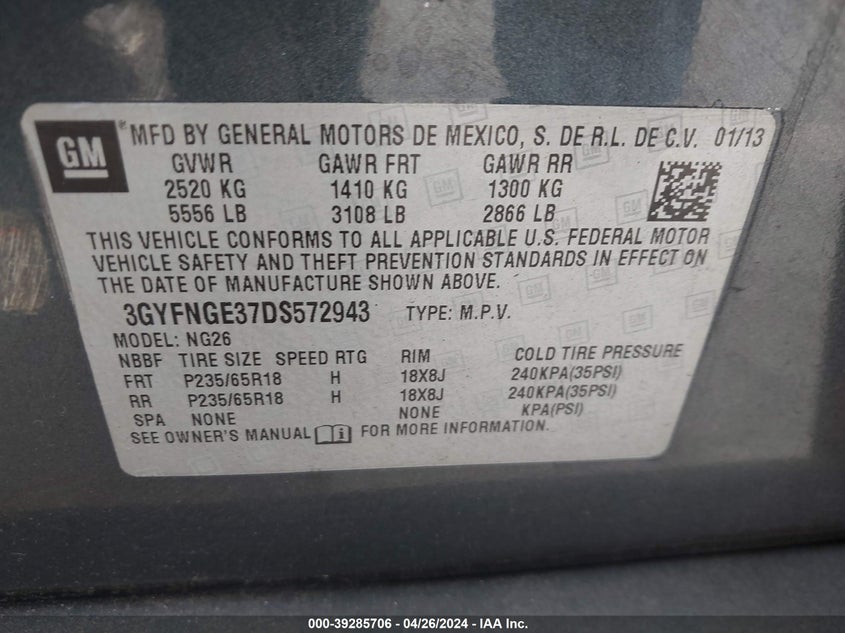 GM
® MFD BY GENERAL MOTORS DE MEXICO, S. DE R.L. DE C.V. 01/13
GVWR GAWR FRT GAWR RR
2520 KG 1410 KG 1300 KG
5556 LB 3108 LB 2866 LB
THIS VEHICLE CONFORMS TO ALL APPLICABLE U.S. FEDERAL MOTOR
VEHICLE SAFETY AND THEFT PREVENTION STANDARDS IN EFFECT ON
THE DATE OF MANUFACTURE SHOWN ABOVE.
3GYFNGE37DS572943 TYPE: M.P.V.
MODEL: NG26
NBBF TIRE SIZE SPEED RTG RIM COLD TIRE PRESSURE
FRT P235/65R18 H 18X8J 240KPA(35PSI)
RR P235/65R18 H 18X8J 240KPA(35PSI)
SPA NONE NONE KPA(PSI)
SEE OWNER'S MANUAL FOR MORE INFORMATION.
000-39285706 - 04/26/2024 - IAA Inc.